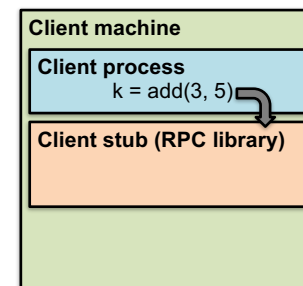 Client machine
Client process
k = add(3, 5)
Client stub (RPC library)